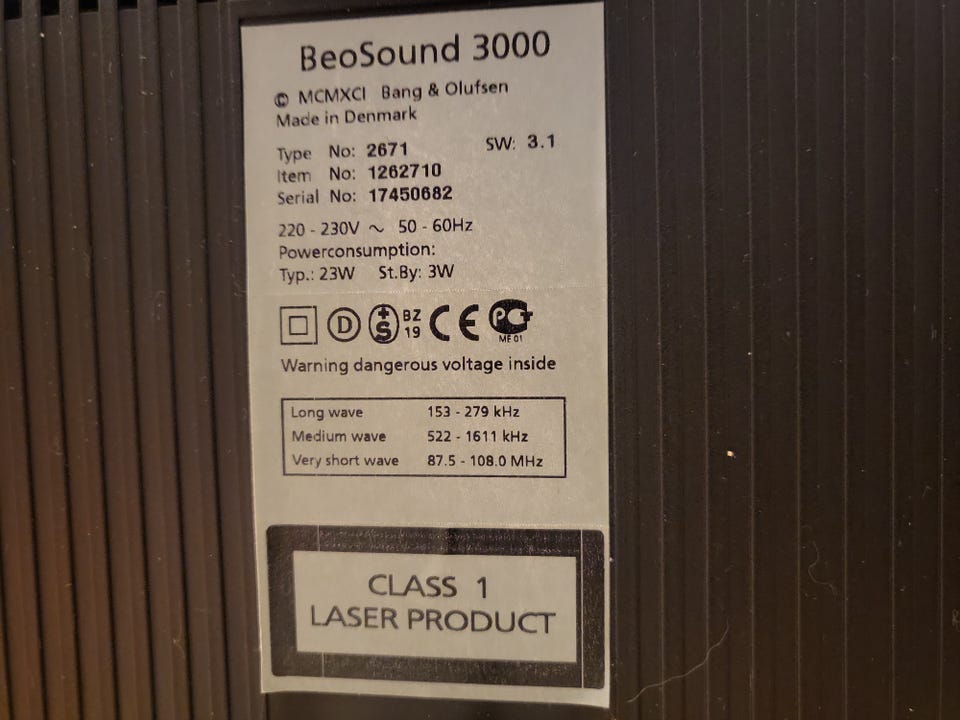 BeoSound 3000
© MCMXCI Bang & Olufsen
Made in Denmark
Type No: 2671 SW: 3.1
Item No: 1262710
Serial No: 17450682
220 - 230V ~ 50 - 60Hz
Powerconsumption:
Typ.: 23W St.By: 3W
D +S BZ 19 CE PCT ME 01
Warning dangerous voltage inside
Long wave 153 - 279 kHz
Medium wave 522 - 1611 kHz
Very short wave 87.5 - 108.0 MHz
CLASS 1
LASER PRODUCT